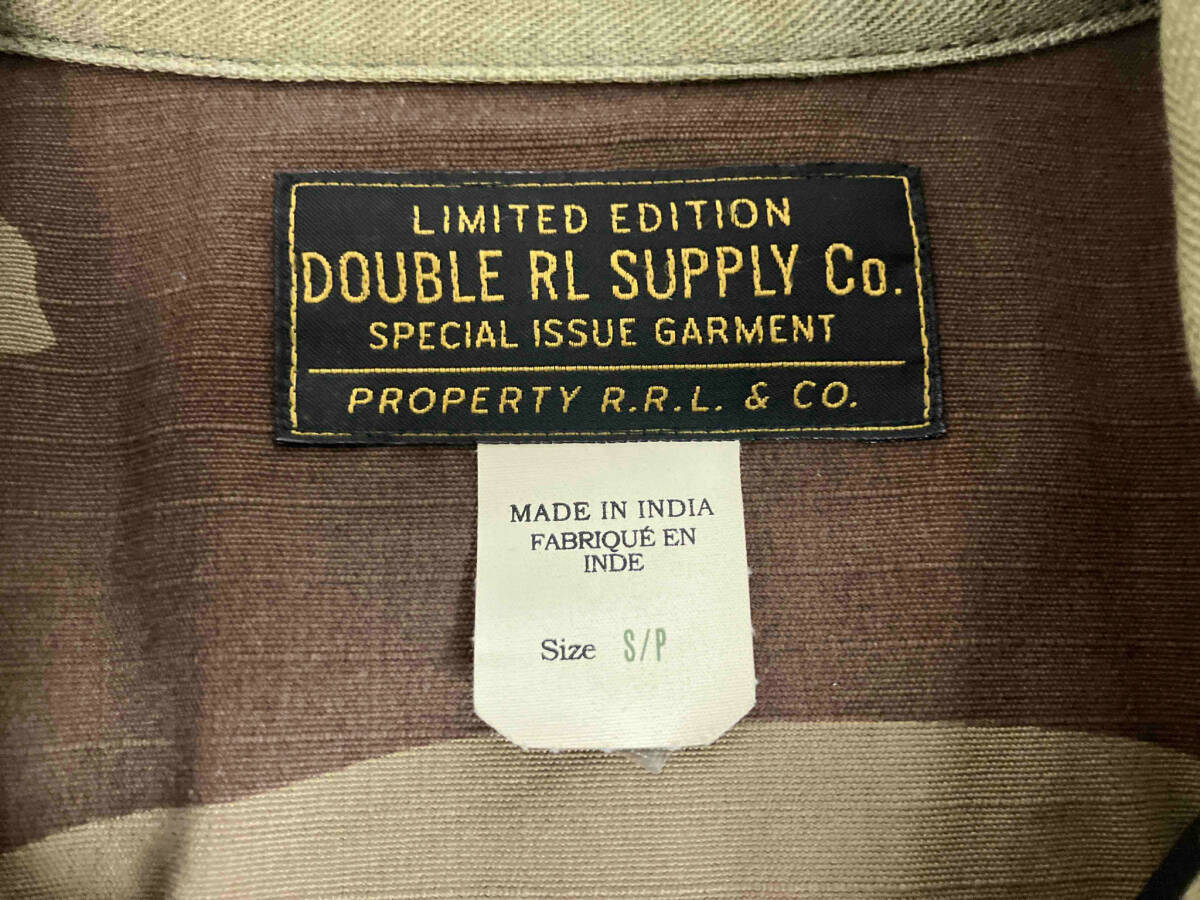 LIMITED EDITION
DOUBLE RL SUPPLY Co.
SPECIAL ISSUE GARMENT
PROPERTY R.R.L. & CO.
MADE IN INDIA
FABRIQUÉ EN
INDE
Size S/P